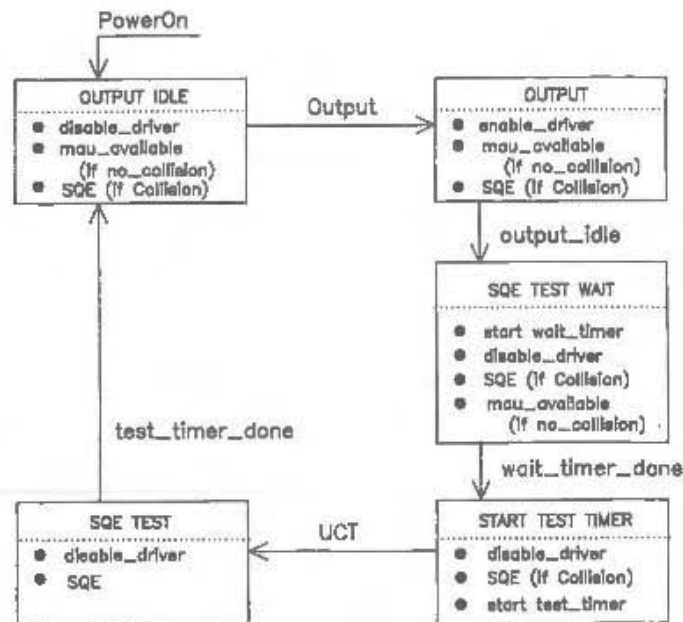 PowerOn
OUTPUT IDLE
● disable_driver
● mau_available
(if no_collision)
● SQE (if Collision)
Output
OUTPUT
● enable_driver
● mau_available
(if no_collision)
● SQE (if Collision)
output_idle
SQE TEST WAIT
● start wait_timer
● disable_driver
● SQE (if Collision)
● mau_available
(if no_collision)
wait_timer_done
START TEST TIMER
● disable_driver
● SQE (if Collision)
● start test_timer
UCT
SQE TEST
● disable_driver
● SQE
test_timer_done